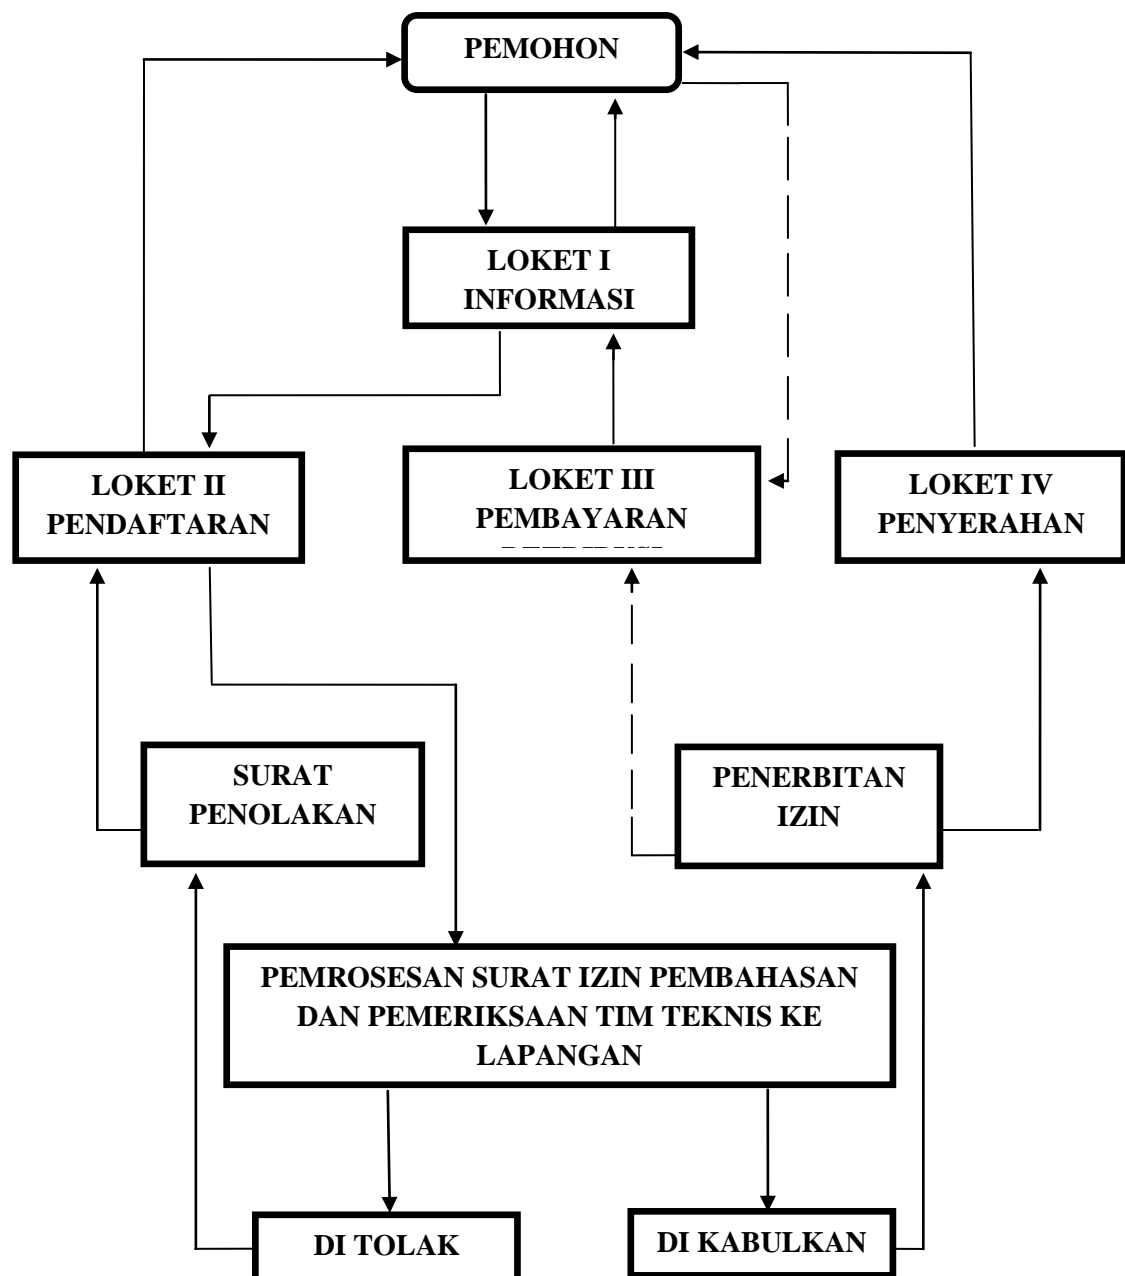 PEMOHON
LOKET I
INFORMASI
LOKET II
PENDAFTARAN
LOKET III
PEMBAYARAN
LOKET IV
PENYERAHAN
SURAT
PENOLAKAN
PENERBITAN
IZIN
PEMROSESAN SURAT IZIN PEMBAHASAN
DAN PEMERIKSAAN TIM TEKNIS KE
LAPANGAN
DI TOLAK
DI KABULKAN